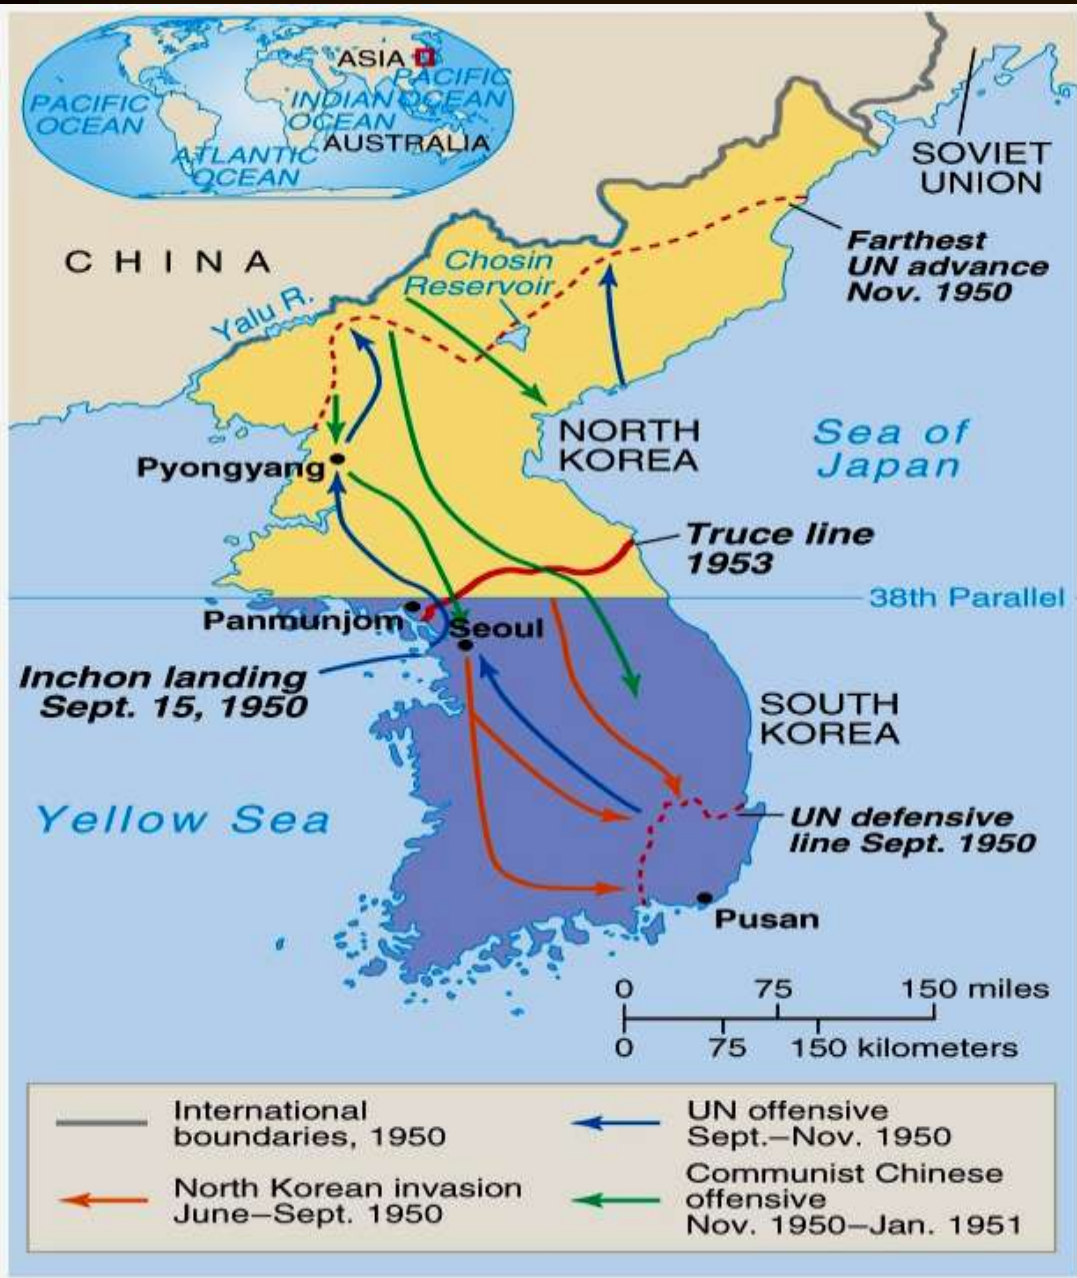 ASIA
PACIFIC
OCEAN
PACIFIC
OCEAN
INDIAN
OCEAN
AUSTRALIA
ATLANTIC
OCEAN
SOVIET
UNION
CHINA
Farthest
UN advance
Nov. 1950
Chosin
Reservoir
Yalu R.
NORTH
KOREA
Sea of
Japan
Pyongyang
Truce line
1953
38th Parallel
Panmunjom
Seoul
Inchon landing
Sept. 15, 1950
SOUTH
KOREA
Yellow Sea
UN defensive
line Sept. 1950
Pusan
0 75 150 miles
0 75 150 kilometers
International
boundaries, 1950
North Korean invasion
June–Sept. 1950
UN offensive
Sept.–Nov. 1950
Communist Chinese
offensive
Nov. 1950–Jan. 1951